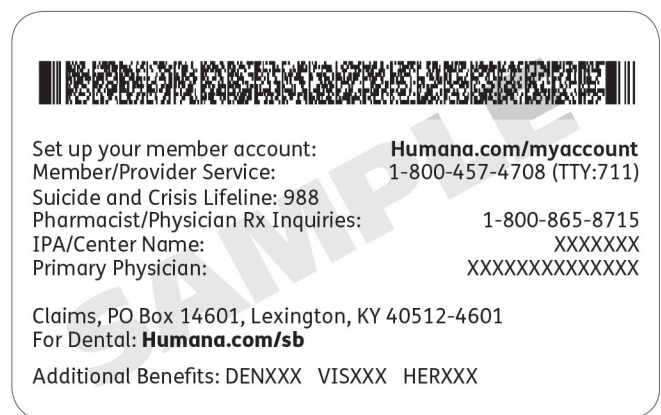 Set up your member account: Humana.com/myaccount
Member/Provider Service: 1-800-457-4708 (TTY:711)
Suicide and Crisis Lifeline: 988
Pharmacist/Physician Rx Inquiries: 1-800-865-8715
IPA/Center Name: XXXXXXX
Primary Physician: XXXXXXXXXXXXXX
Claims, PO Box 14601, Lexington, KY 40512-4601
For Dental: Humana.com/sb
Additional Benefits: DENXXX VISXXX HERXXX
SAMPLE